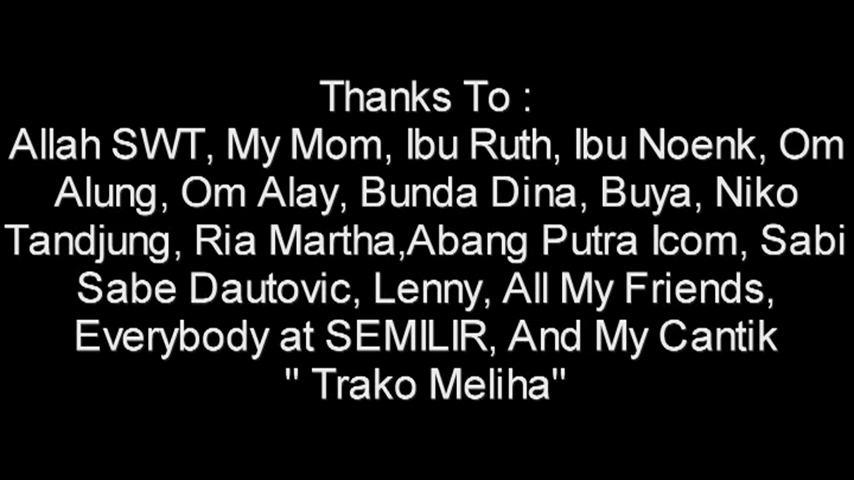 Thanks To :
Allah SWT, My Mom, Ibu Ruth, Ibu Noenk, Om
Alung, Om Alay, Bunda Dina, Buya, Niko
Tandjung, Ria Martha,Abang Putra Icom, Sabi
Sabe Dautovic, Lenny, All My Friends,
Everybody at SEMILIR, And My Cantik
" Trako Meliha"